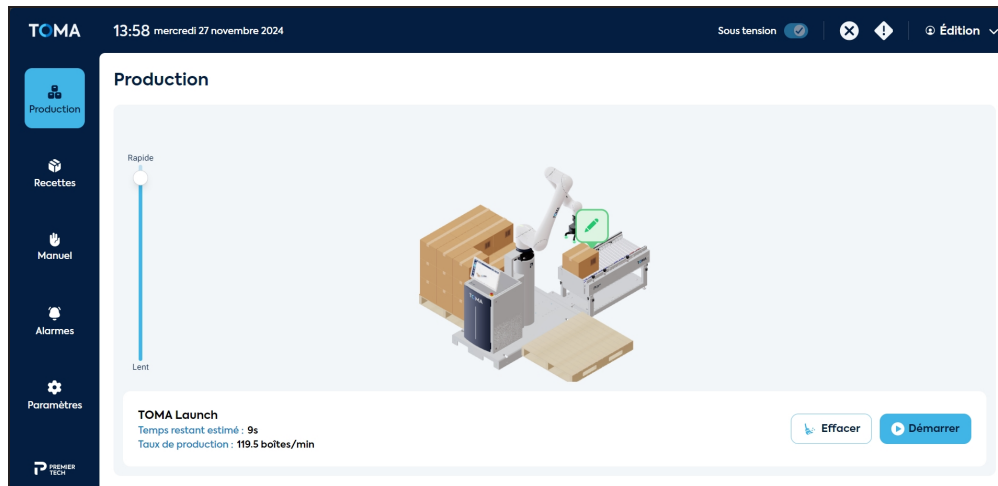 TOMA
13:58 mercredi 27 novembre 2024
Sous tension
Édition
Production
Production
Recettes
Manuel
Alarmes
Paramètres
PREMIER
TECH
Rapide
Lent
TOMA
TOMA Launch
Temps restant estimé : 9s
Taux de production : 119.5 boîtes/min
Effacer
Démarrer